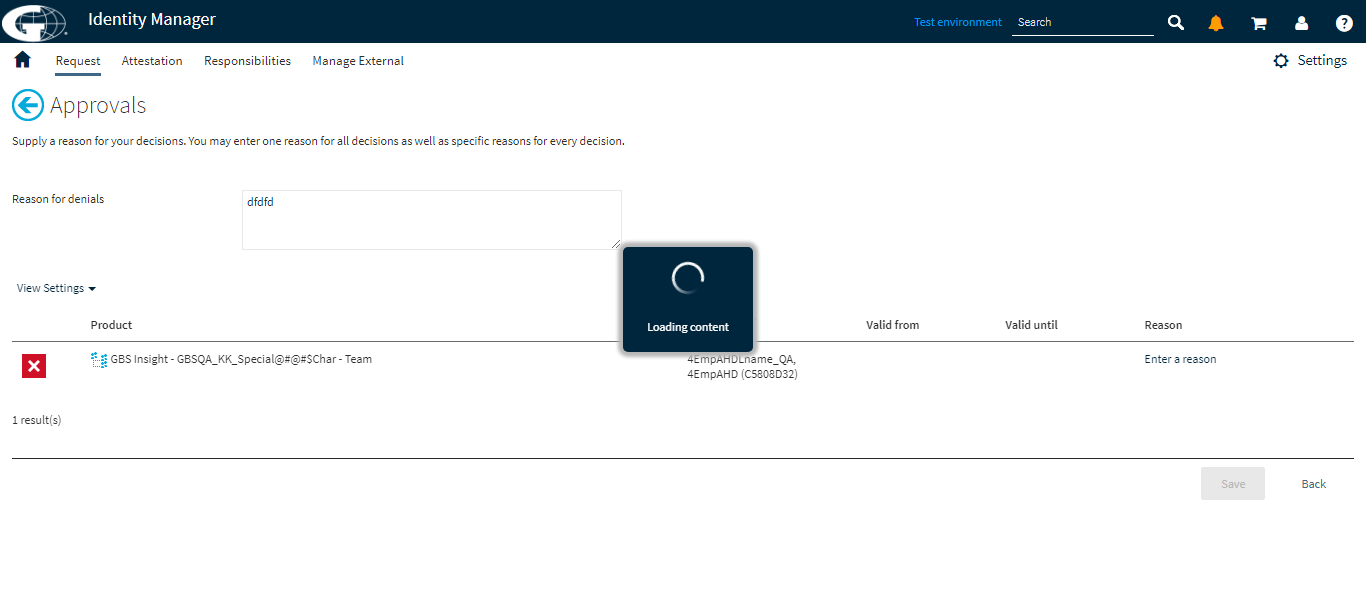 Identity Manager
Test environment
Search
Request
Attestation
Responsibilities
Manage External
Settings
Approvals
Supply a reason for your decisions. You may enter one reason for all decisions as well as specific reasons for every decision.
Reason for denials
dfdfd
Loading content
View Settings
Product
Valid from
Valid until
Reason
GBS Insight - GBSQA_KK_Special@#@#$Char - Team
4EmpAHDLname_QA,
4EmpAHD (C5808D32)
Enter a reason
1 result(s)
Save
Back